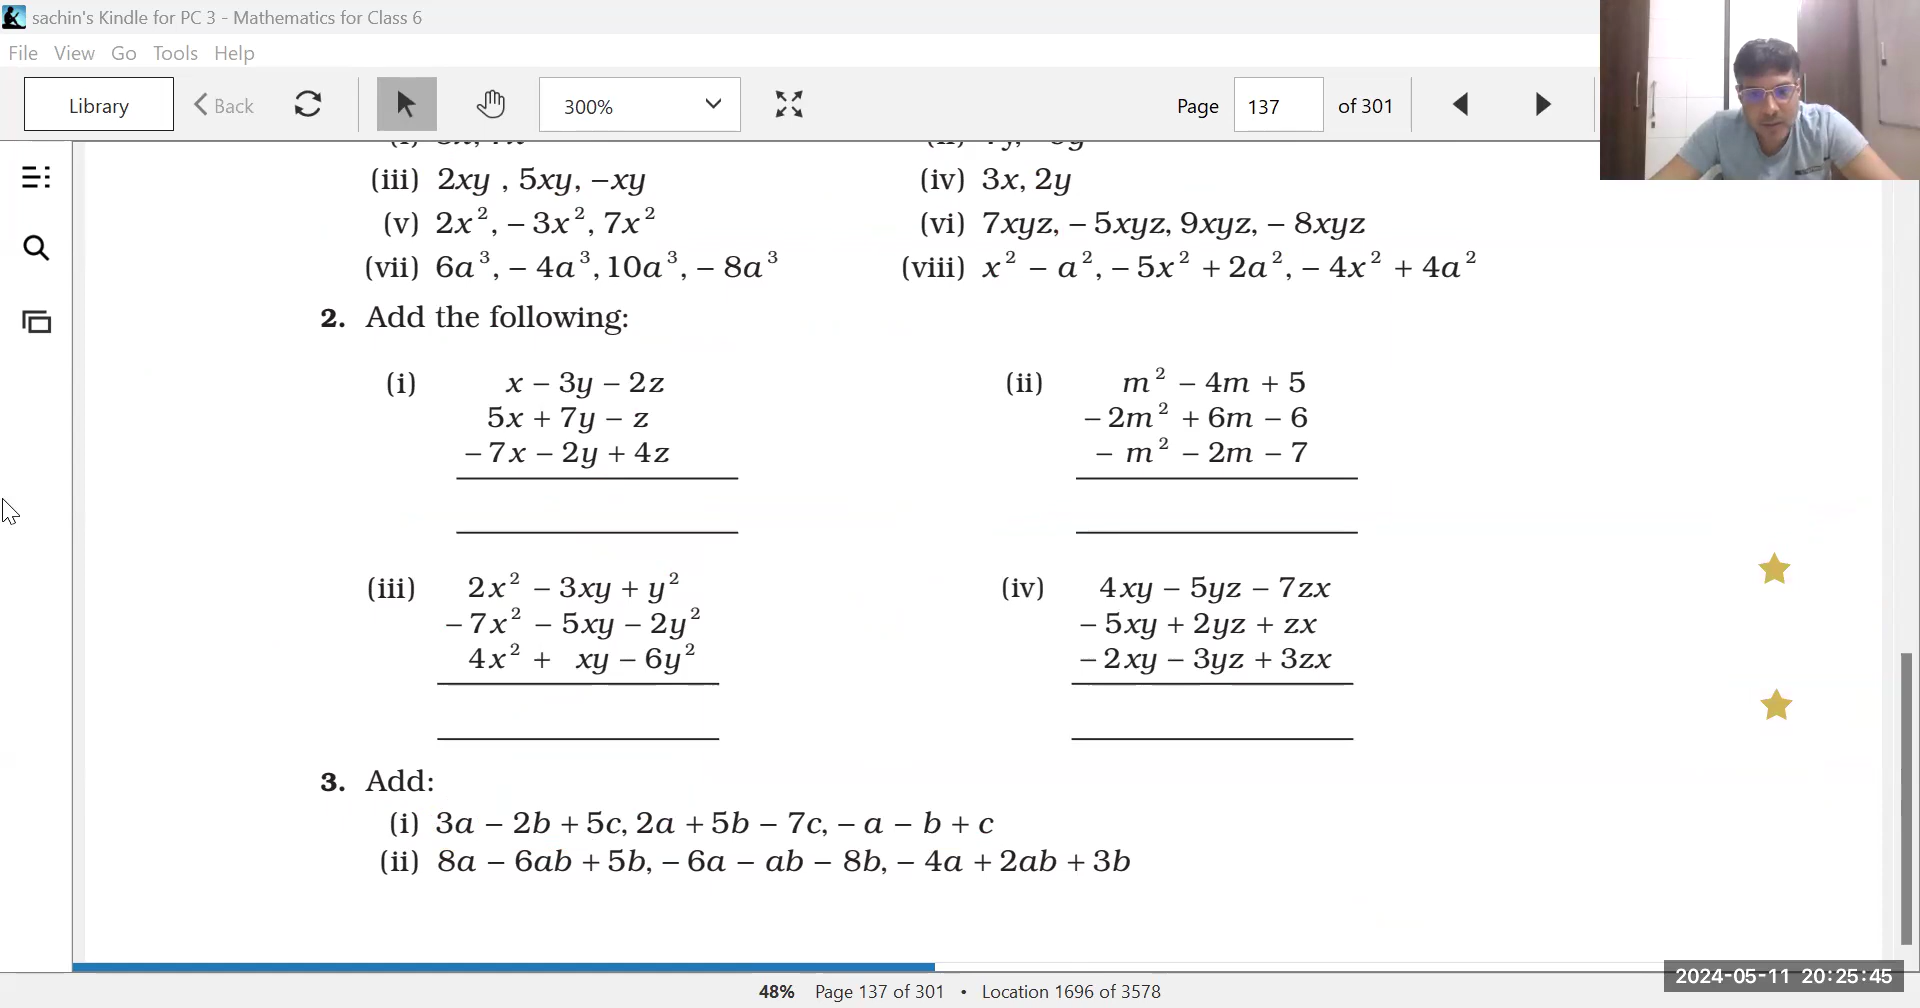 sachin's Kindle for PC 3 - Mathematics for Class 6
File View Go Tools Help
Library Back 300% Page 137 of 301
(iii) 2xy , 5xy, –xy (iv) 3x, 2y
(v) 2x², – 3x², 7x² (vi) 7xyz, – 5xyz, 9xyz, – 8xyz
(vii) 6a³, – 4a³, 10a³, – 8a³ (viii) x² – a², – 5x² + 2a², – 4x² + 4a²
2. Add the following:
(i) x – 3y – 2z
5x + 7y – z
– 7x – 2y + 4z
(ii) m² – 4m + 5
– 2m² + 6m – 6
– m² – 2m – 7
(iii) 2x² – 3xy + y²
– 7x² – 5xy – 2y²
4x² + xy – 6y²
(iv) 4xy – 5yz – 7zx
– 5xy + 2yz + zx
– 2xy – 3yz + 3zx
3. Add:
(i) 3a – 2b + 5c, 2a + 5b – 7c, – a – b + c
(ii) 8a – 6ab + 5b, – 6a – ab – 8b, – 4a + 2ab + 3b
48% Page 137 of 301 • Location 1696 of 3578
2024-05-11 20:25:45